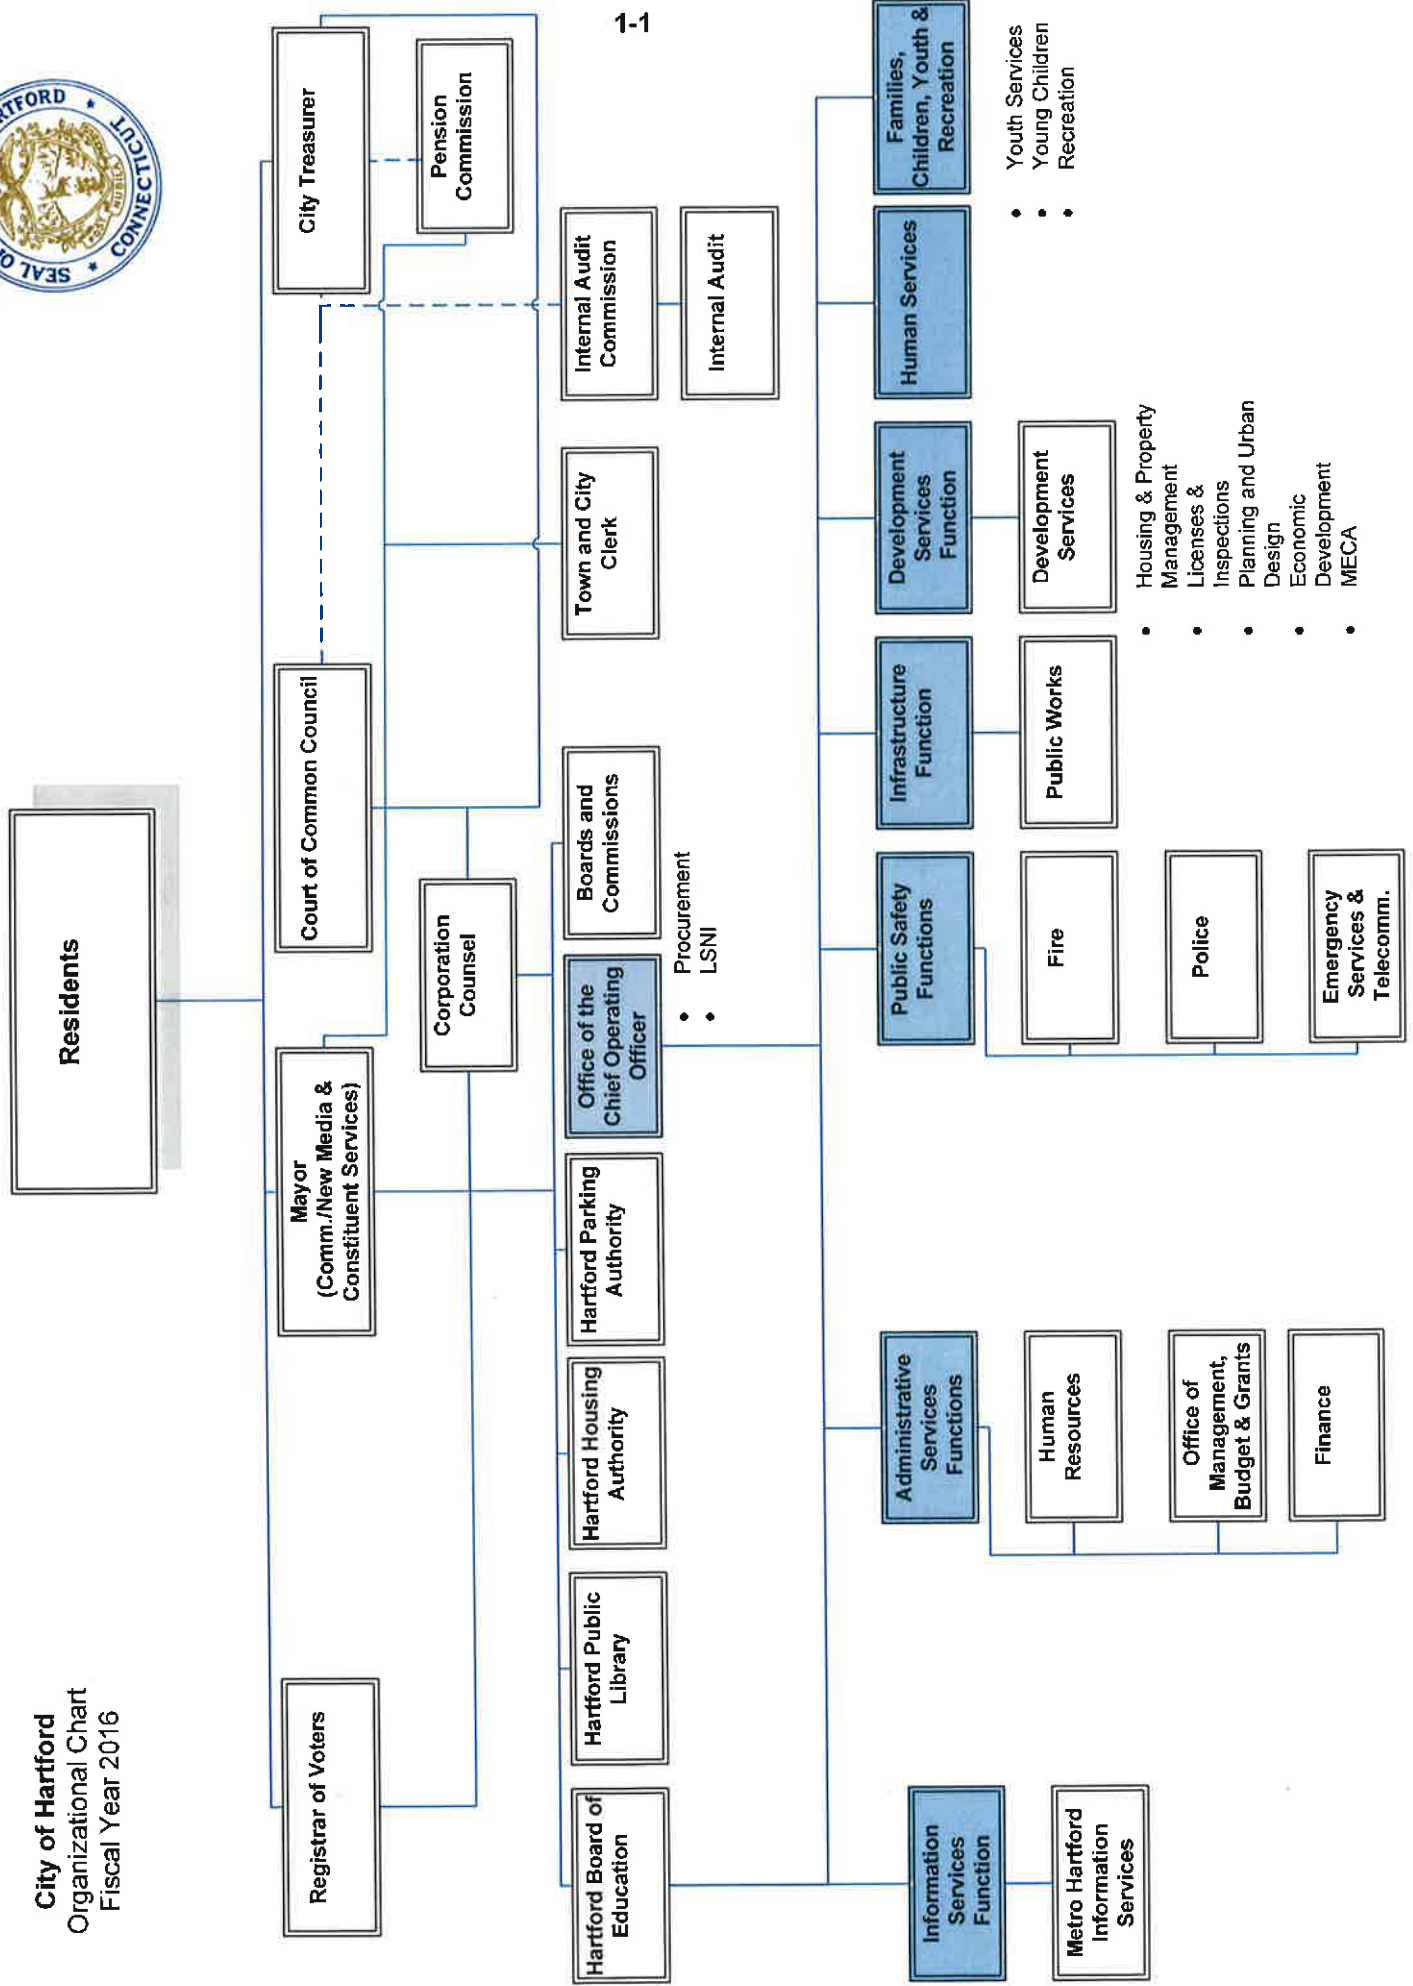 City of Hartford
Organizational Chart
Fiscal Year 2016
SEAL OF
RTFORD
CONNECTICUT
POST
NUBILA
Residents
Registrar of Voters
Mayor
(Comm./New Media &
Constituent Services)
Court of Common Council
City Treasurer
Corporation
Counsel
Pension
Commission
Hartford Board of
Education
Hartford Public
Library
Hartford Housing
Authority
Hartford Parking
Authority
Office of the
Chief Operating
Officer
Boards and
Commissions
Town and City
Clerk
Internal Audit
Commission
1-1
• Procurement
• LSNI
Internal Audit
Information
Services
Function
Administrative
Services
Functions
Public Safety
Functions
Infrastructure
Function
Development
Services
Function
Human Services
Families,
Children, Youth &
Recreation
Metro Hartford
Information
Services
Human
Resources
Office of
Management,
Budget & Grants
Finance
Fire
Police
Emergency
Services &
Telecomm.
Public Works
Development
Services
• Housing & Property
Management
• Licenses &
Inspections
• Planning and Urban
Design
• Economic
Development
• MECA
• Youth Services
• Young Children
• Recreation